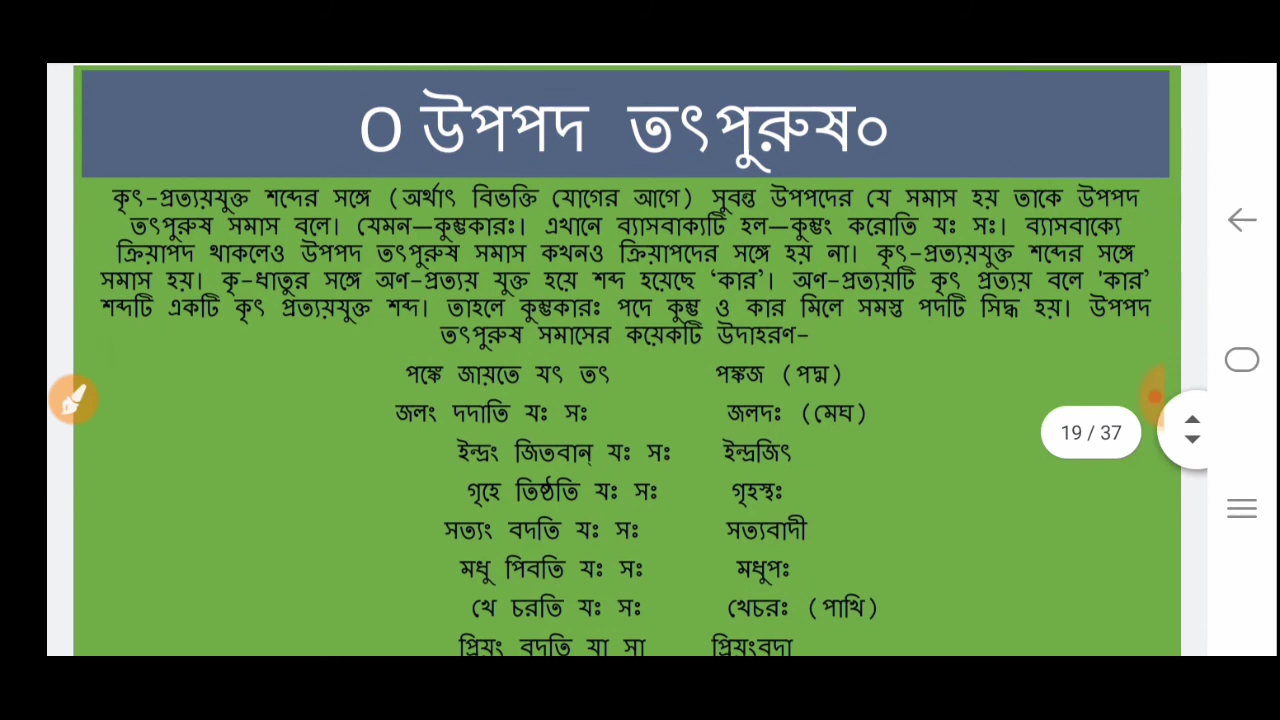 ০ উপপদ তৎপুরুষ০
কৃৎ-প্রত্যয়যুক্ত শব্দের সঙ্গে (অর্থাৎ বিভক্তি যোগের আগে) সুবন্ত উপপদের যে সমাস হয় তাকে উপপদ
তৎপুরুষ সমাস বলে। যেমন—কুম্ভকারঃ। এখানে ব্যাসবাক্যটি হল—কুম্ভং করোতি যঃ সঃ। ব্যাসবাক্যে
ক্রিয়াপদ থাকলেও উপপদ তৎপুরুষ সমাস কখনও ক্রিয়াপদের সঙ্গে হয় না। কৃৎ-প্রত্যয়যুক্ত শব্দের সঙ্গে
সমাস হয়। কৃ-ধাতুর সঙ্গে অণ-প্রত্যয় যুক্ত হয়ে শব্দ হয়েছে ‘কার’। অণ-প্রত্যয়টি কৃৎ প্রত্যয় বলে 'কার’
শব্দটি একটি কৃৎ প্রত্যয়যুক্ত শব্দ। তাহলে কুম্ভকারঃ পদে কুম্ভ ও কার মিলে সমস্ত পদটি সিদ্ধ হয়। উপপদ
তৎপুরুষ সমাসের কয়েকটি উদাহরণ-
পঙ্কে জায়তে যৎ তৎ পঙ্কজ (পদ্ম)
জলং দদাতি যঃ সঃ জলদঃ (মেঘ)
ইন্দ্রং জিতবান্ যঃ সঃ ইন্দ্রজিৎ
গৃহে তিষ্ঠতি যঃ সঃ গৃহস্থঃ
সত্যং বদতি যঃ সঃ সত্যবাদী
মধু পিবতি যঃ সঃ মধুপঃ
খে চরতি যঃ সঃ খেচরঃ (পাখি)
প্রিয়ং বদতি যা সা প্রিয়ংবদা
19 / 37